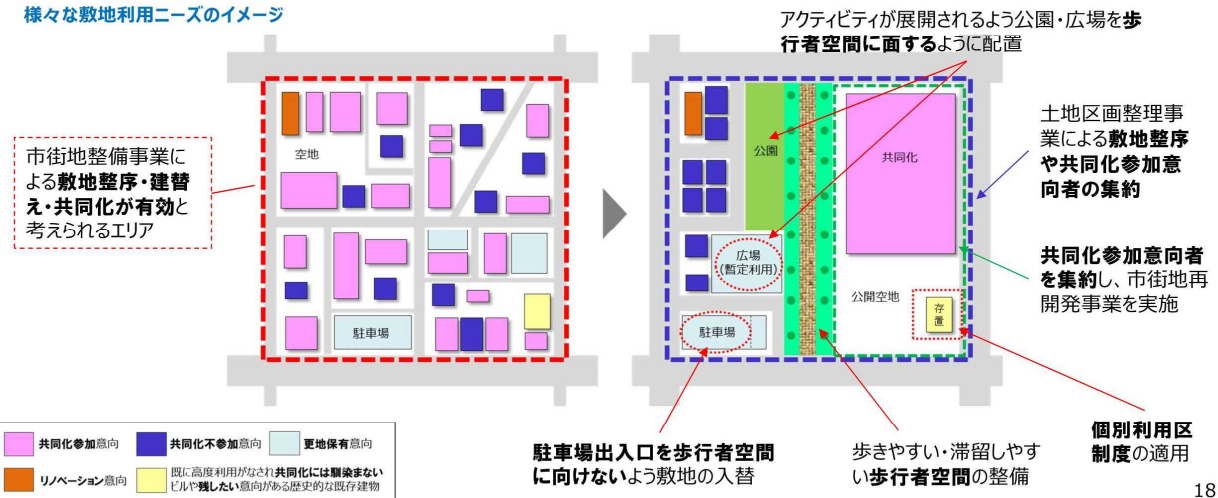 様々な敷地利用ニーズのイメージ
アクティビティが展開されるよう公園・広場を歩
行者空間に面するように配置
市街地整備事業に
よる敷地整序・建替
え・共同化が有効と
考えられるエリア
空地
駐車場
公園
共同化
広場
(暫定利用)
公開空地
存
置
駐車場
土地区画整理事
業による敷地整序
や共同化参加意
向者の集約
共同化参加意向者
を集約し、市街地再
開発事業を実施
駐車場出入口を歩行者空間
に向けないよう敷地の入替
歩きやすい・滞留しやす
い歩行者空間の整備
個別利用区
制度の適用
共同化参加意向
共同化不参加意向
更地保有意向
リノベーション意向
既に高度利用がなされ共同化には馴染まない
ビルや残したい意向がある歴史的な既存建物
18